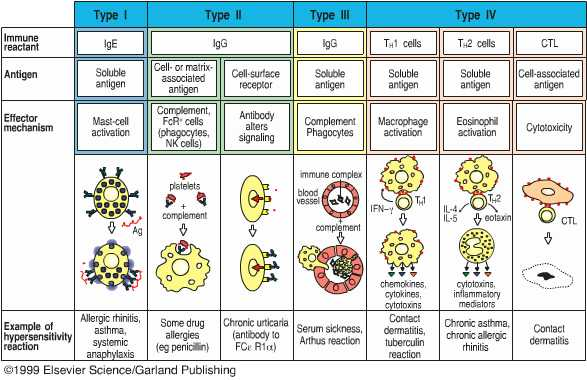 Type I
Type II
Type III
Type IV
Immune
reactant
IgE
IgG
IgG
TH1 cells
TH2 cells
CTL
Antigen
Soluble
antigen
Cell- or matrix-
associated
antigen
Cell-surface
receptor
Soluble
antigen
Soluble
antigen
Soluble
antigen
Cell-associated
antigen
Effector
mechanism
Mast-cell
activation
Complement,
FcR+ cells
(phagocytes,
NK cells)
Antibody
alters
signaling
Complement
Phagocytes
Macrophage
activation
Eosinophil
activation
Cytotoxicity
Ag
platelets
+
complement
immune complex
blood
vessel
+
complement
IFN-γ
TH1
chemokines,
cytokines,
cytotoxins
IL-4
IL-5
TH2
eotaxin
cytotoxins,
inflammatory
mediators
CTL
Example of
hypersensitivity
reaction
Allergic rhinitis,
asthma,
systemic
anaphylaxis
Some drug
allergies
(eg penicillin)
Chronic urticaria
(antibody to
FCε R1α)
Serum sickness,
Arthus reaction
Contact
dermatitis,
tuberculin
reaction
Chronic asthma,
chronic allergic
rhinitis
Contact
dermatitis
©1999 Elsevier Science/Garland Publishing